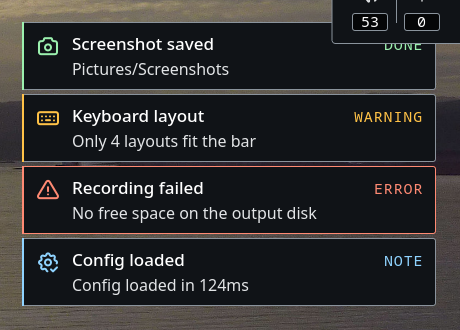 53 0
Screenshot saved DONE
Pictures/Screenshots
Keyboard layout WARNING
Only 4 layouts fit the bar
Recording failed ERROR
No free space on the output disk
Config loaded NOTE
Config loaded in 124ms